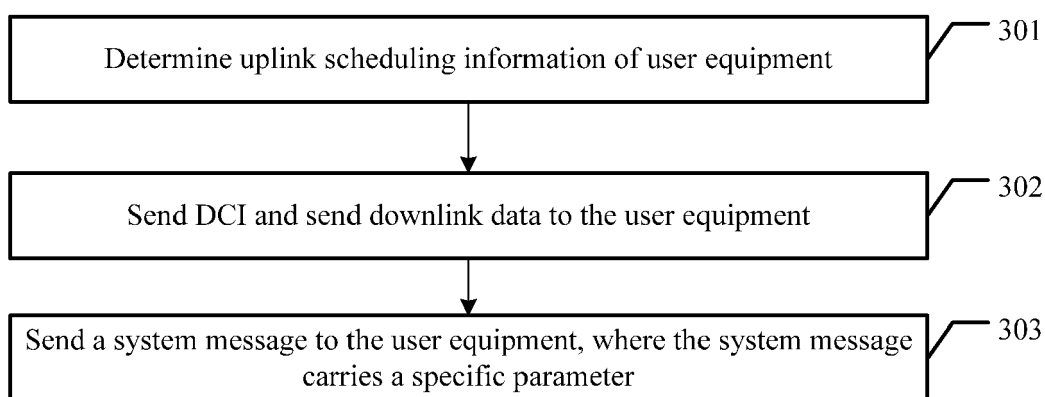 301
Determine uplink scheduling information of user equipment
302
Send DCI and send downlink data to the user equipment
303
Send a system message to the user equipment, where the system message
carries a specific parameter